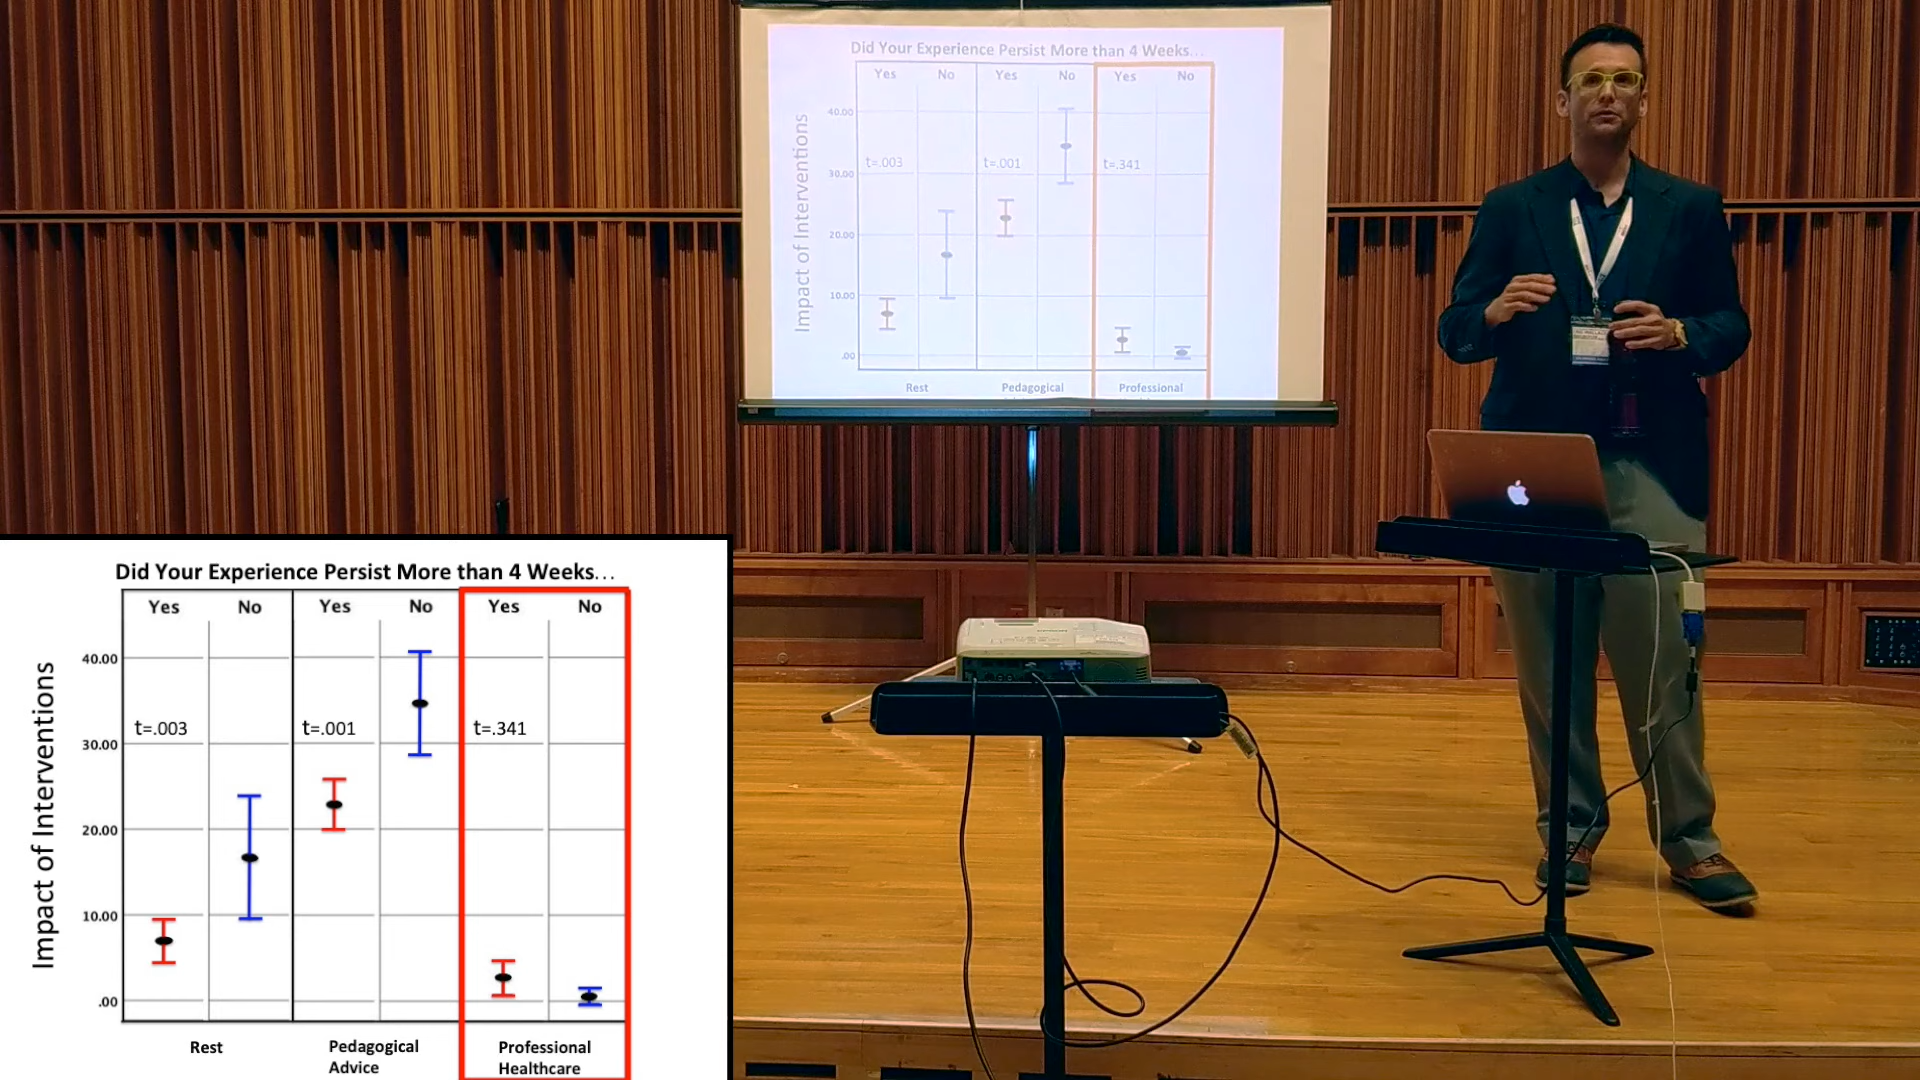 Did Your Experience Persist More than 4 Weeks...
Yes No Yes No Yes No
40.00
t=.003 t=.001 t=.341
30.00
20.00
10.00
.00
Impact of Interventions
Rest Pedagogical Professional
Did Your Experience Persist More than 4 Weeks...
Yes No Yes No Yes No
40.00
t=.003 t=.001 t=.341
30.00
20.00
10.00
.00
Impact of Interventions
Rest Pedagogical Professional
Advice Healthcare